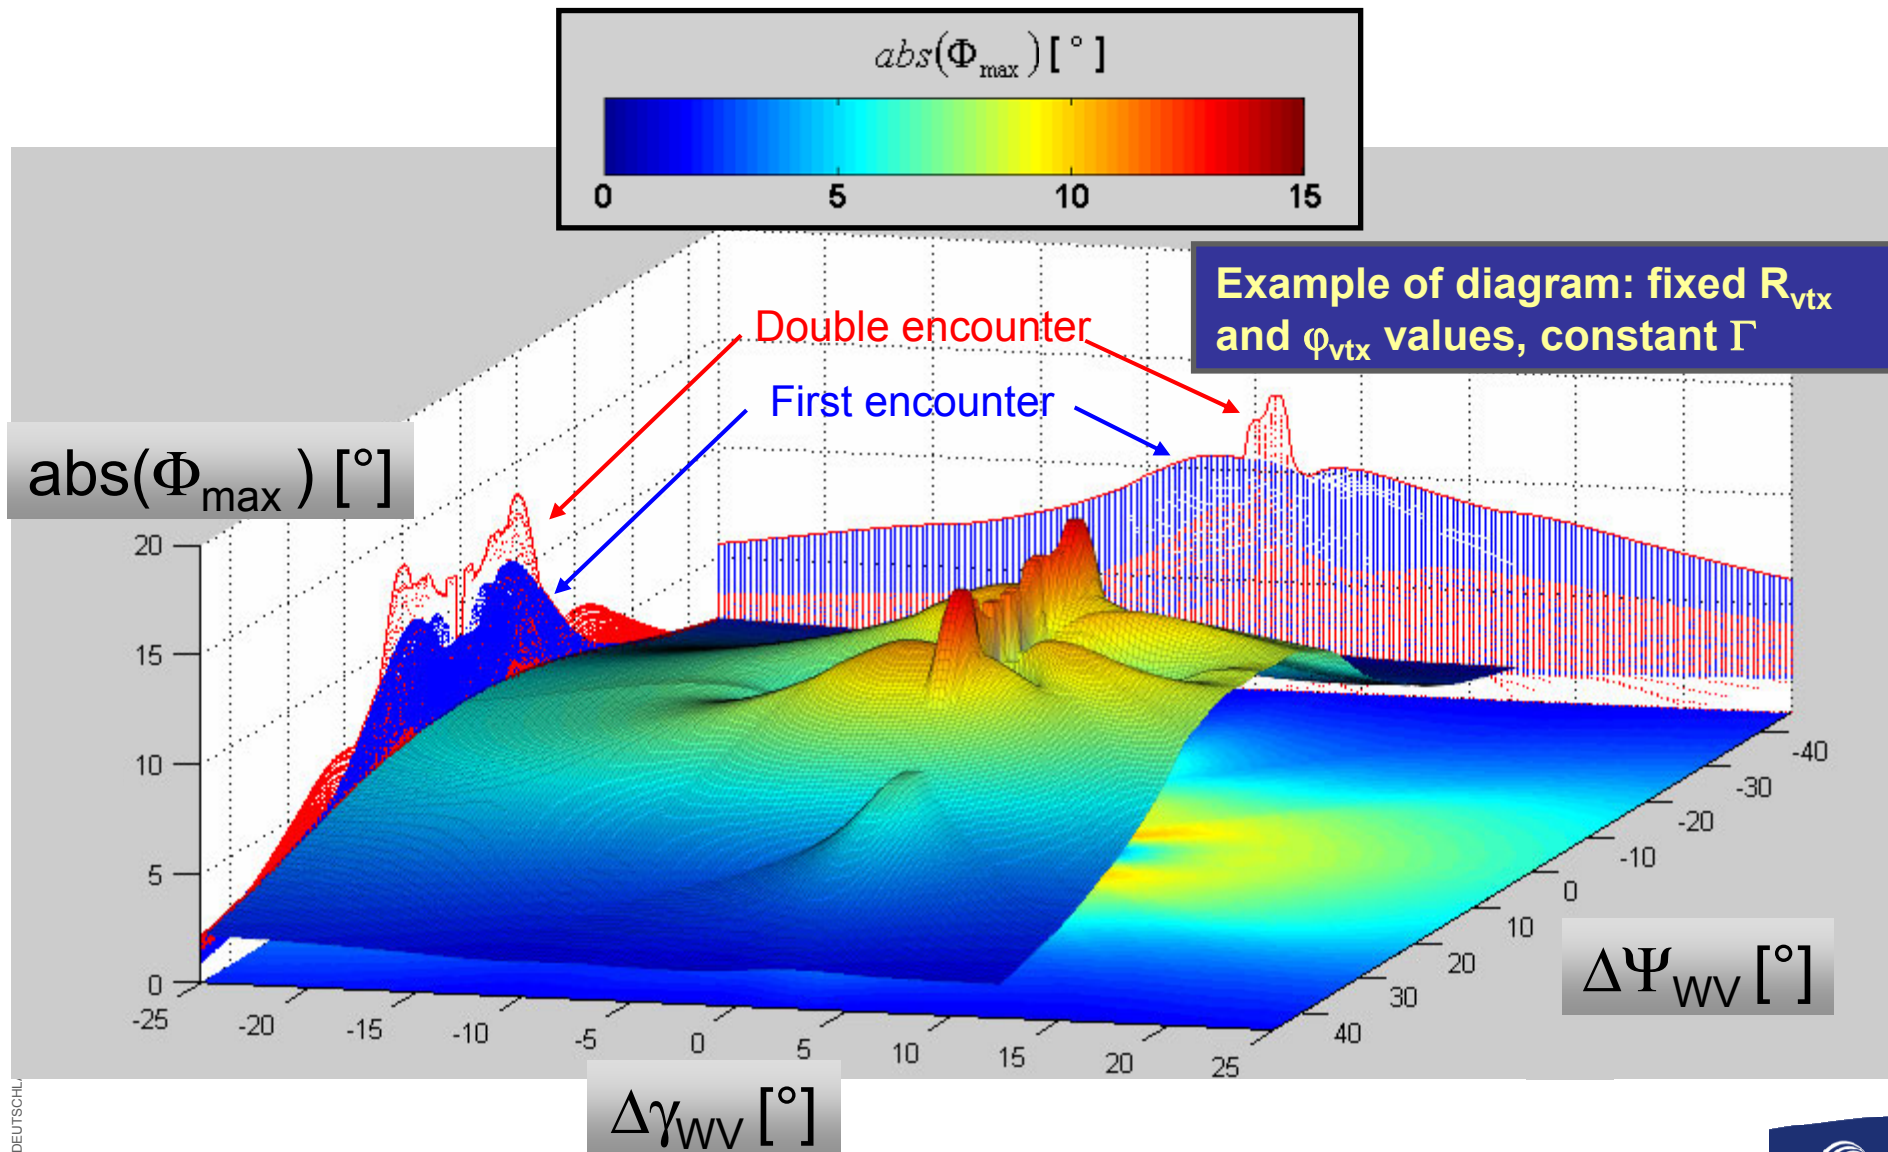 abs(Φmax) [°]
0 5 10 15
Example of diagram: fixed Rvtx
and φvtx values, constant Γ
Double encounter
First encounter
abs(Φmax) [°]
20
15
10
5
0
-25 -20 -15 -10 -5 0 5 10 15 20 25
-40
-30
-20
-10
0
10
20
30
40
ΔΨWV [°]
ΔγWV [°]